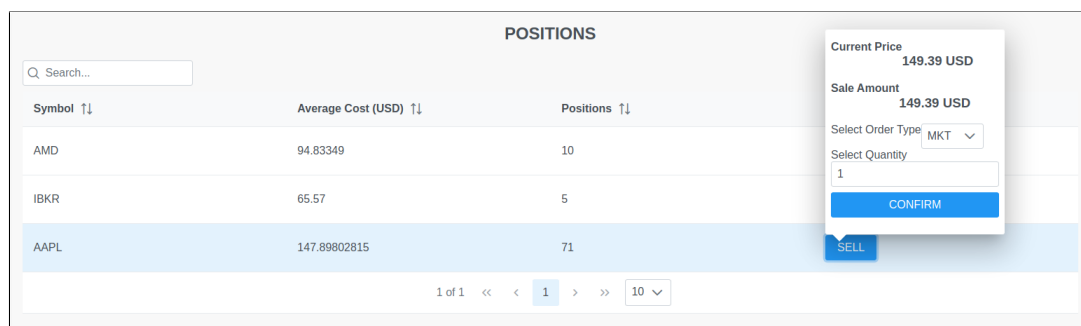 POSITIONS
Search...
Symbol Average Cost (USD) Positions
AMD 94.83349 10
IBKR 65.57 5
AAPL 147.89802815 71 SELL
1 of 1 << < 1 > >> 10
Current Price
149.39 USD
Sale Amount
149.39 USD
Select Order Type MKT
Select Quantity
1
CONFIRM